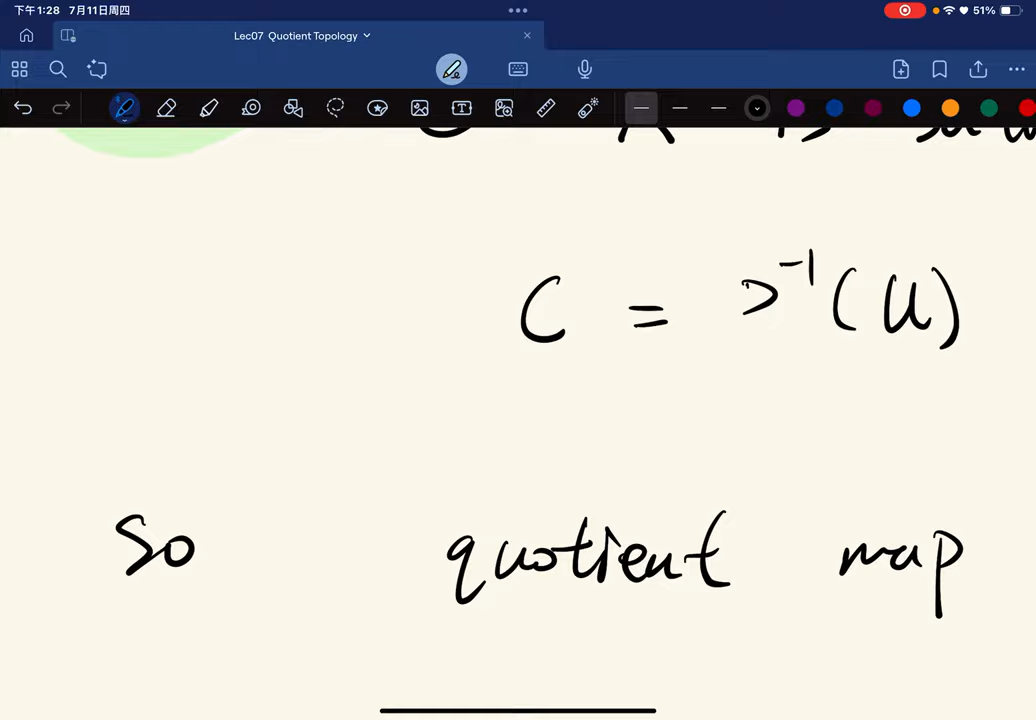 下午1:28 7月11日周四
51%
Lec07 Quotient Topology
is
C = p⁻¹(U)
So quotient map